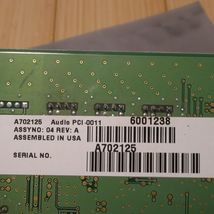 A702125 Audio PCI-0011 6001238
ASSYNO: 04 REV: A
ASSEMBLED IN USA
SERIAL NO. A702125